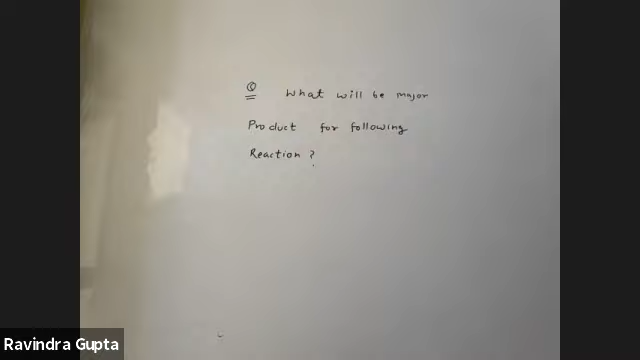 Q What will be major
Product for following
Reaction ?
Ravindra Gupta